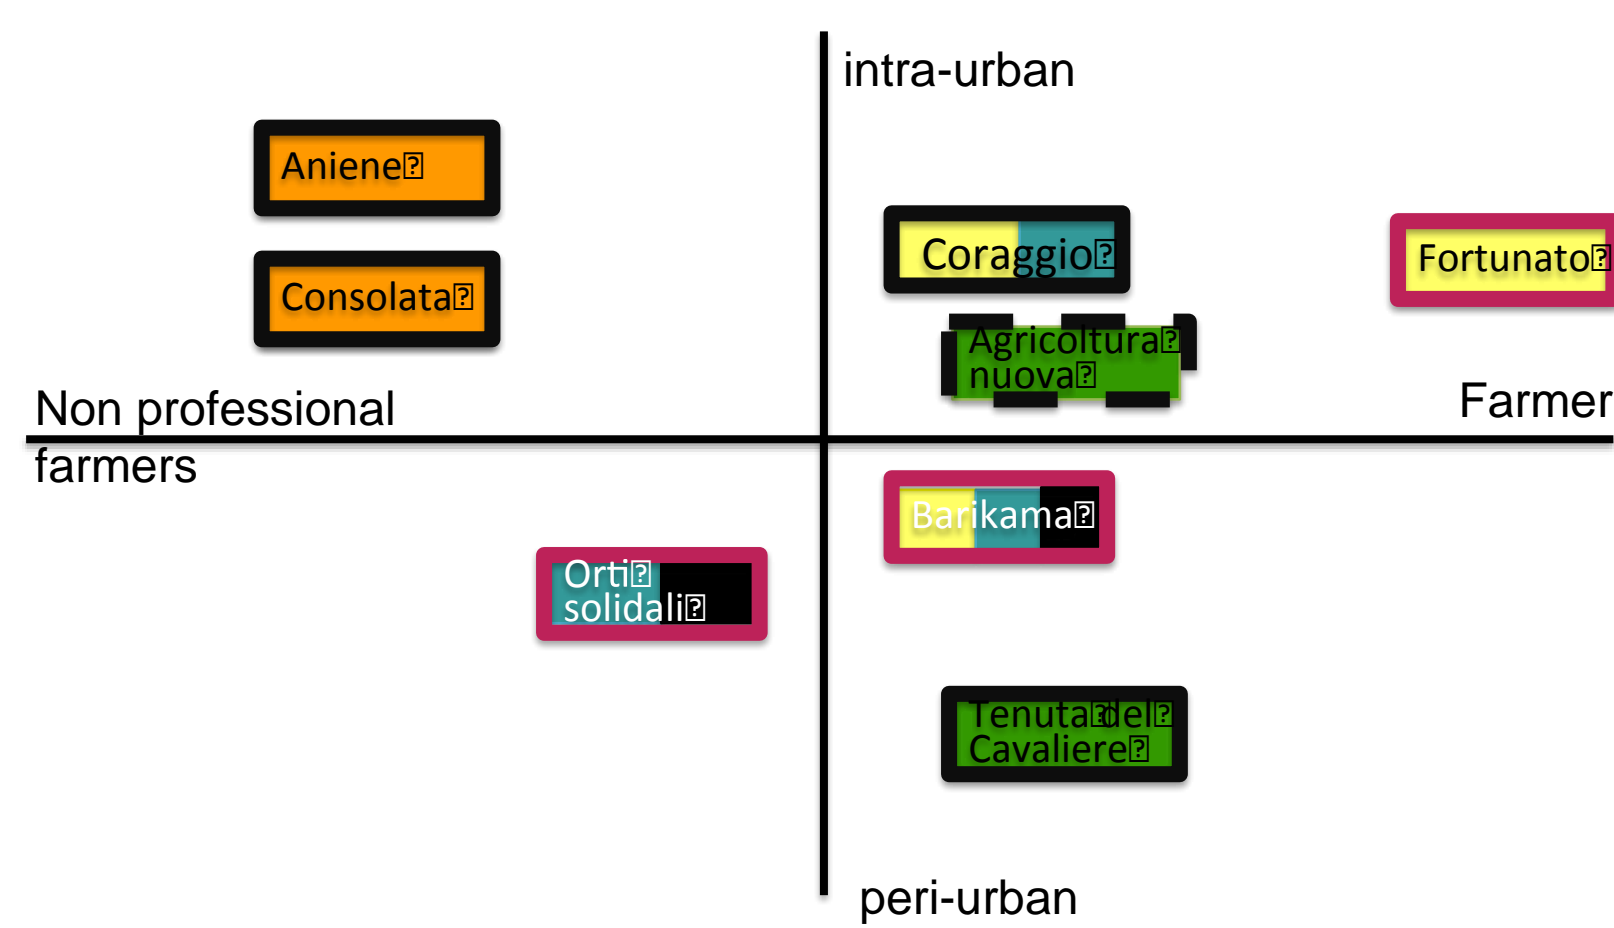 intra-urban
Aniene
Consolata
Coraggio
Fortunato
Agricoltura
nuova
Non professional
farmers
Farmer
Barikama
Orti
solidali
Tenuta del
Cavaliere
peri-urban